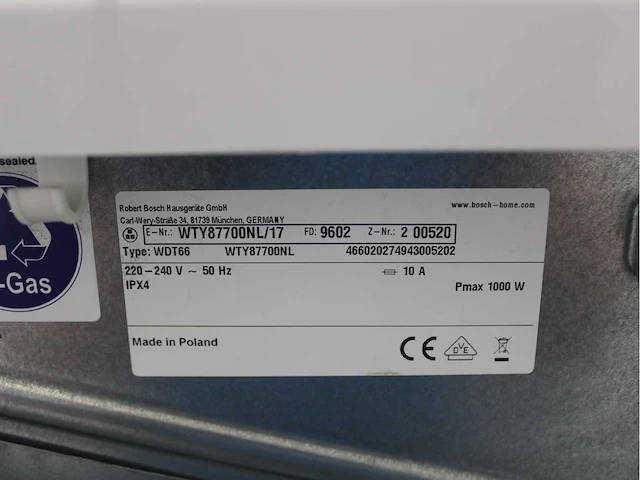 sealed.
-Gas
Robert Bosch Hausgeräte GmbH
Carl-Wery-Straße 34, 81739 München, GERMANY
www.bosch-home.com
E-Nr.: WTY87700NL/17 FD: 9602 Z-Nr.: 2 00520
Type: WDT66 WTY87700NL 466020274943005202
220-240 V ~ 50 Hz 10 A
IPX4 Pmax 1000 W
Made in Poland
CE DVE